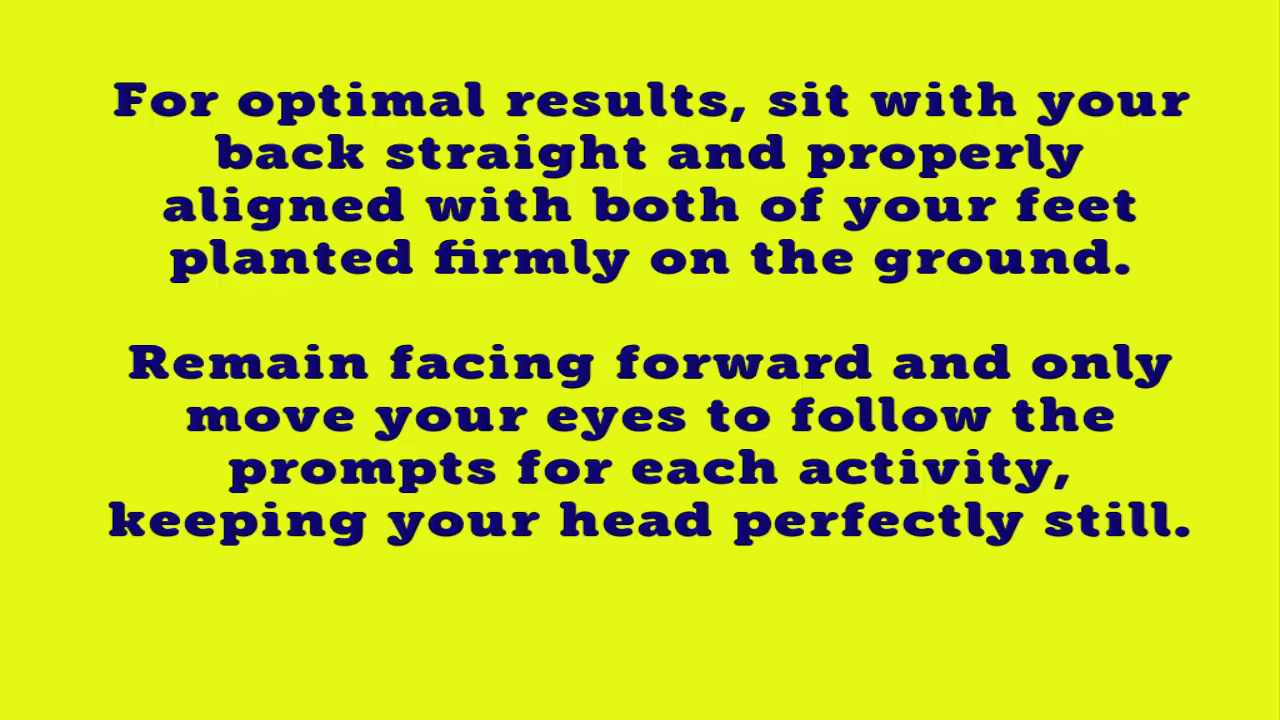 For optimal results, sit with your
back straight and properly
aligned with both of your feet
planted firmly on the ground.
Remain facing forward and only
move your eyes to follow the
prompts for each activity,
keeping your head perfectly still.